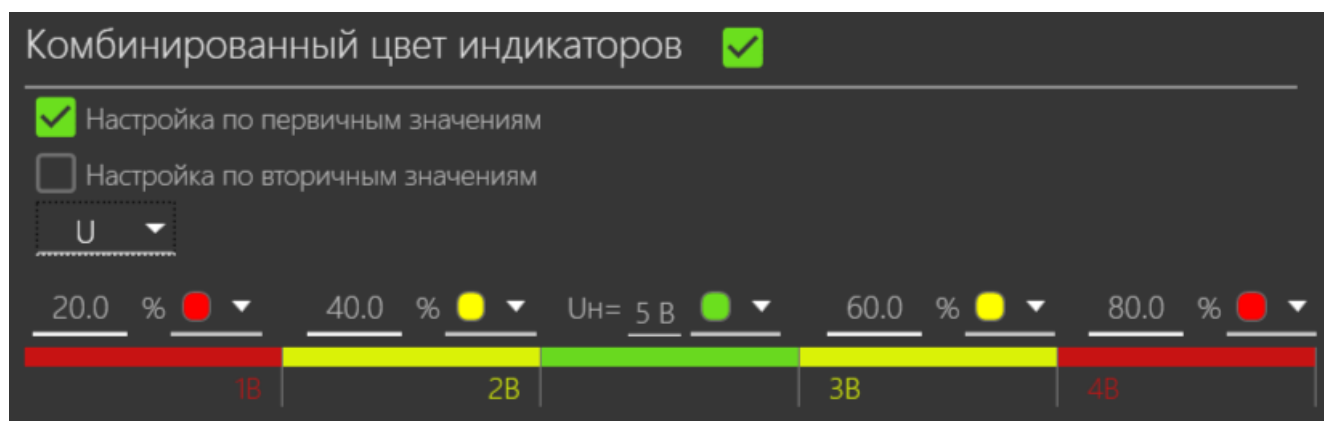 Комбинированный цвет индикаторов
Настройка по первичным значениям
Настройка по вторичным значениям
U
20.0 % 40.0 % Uн= 5 В 60.0 % 80.0 %
1В 2В 3В 4В